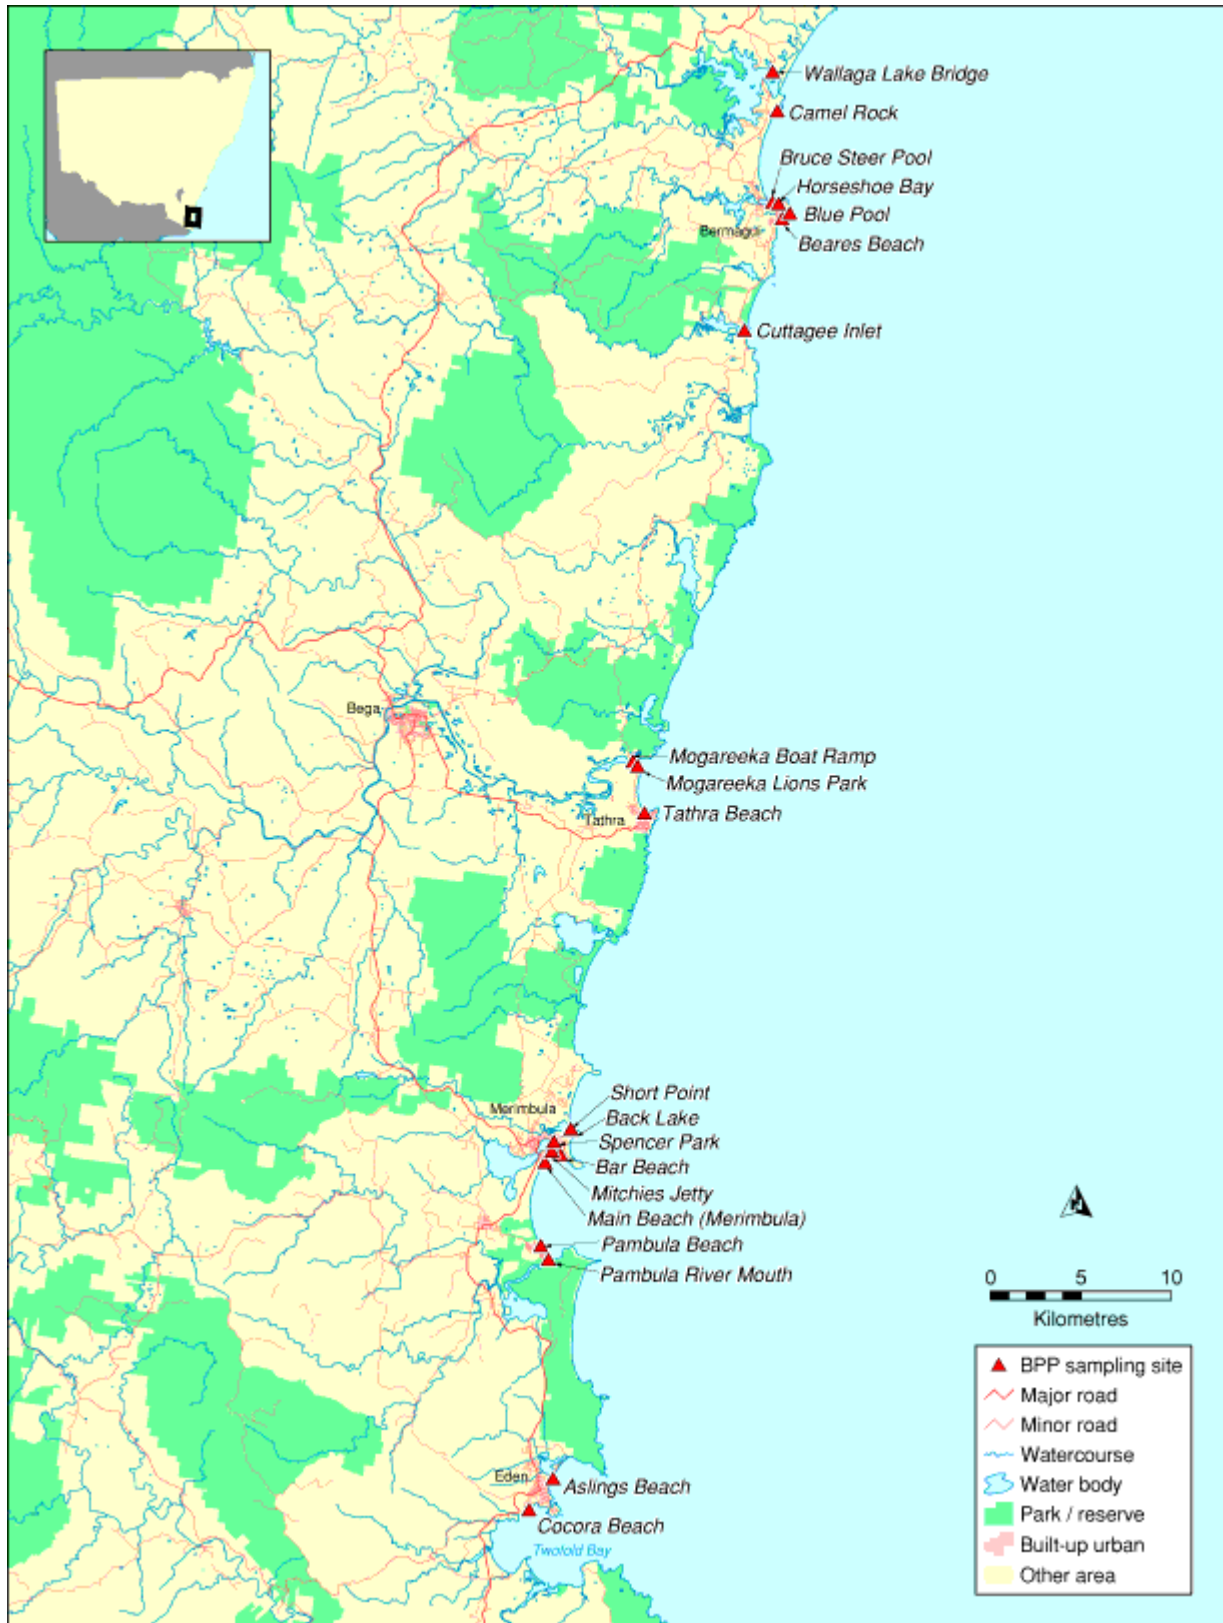 Wallaga Lake Bridge
Camel Rock
Bruce Steer Pool
Horseshoe Bay
Blue Pool
Bermagui
Beares Beach
Cuttagee Inlet
Bega
Mogareeka Boat Ramp
Mogareeka Lions Park
Tathra Beach
Tathra
Short Point
Merimbula
Back Lake
Spencer Park
Bar Beach
Mitchies Jetty
Main Beach (Merimbula)
Pambula Beach
Pambula River Mouth
0 5 10
Kilometres
BPP sampling site
Major road
Minor road
Watercourse
Water body
Park / reserve
Built-up urban
Other area
Eden
Aslings Beach
Cocora Beach
Twofold Bay